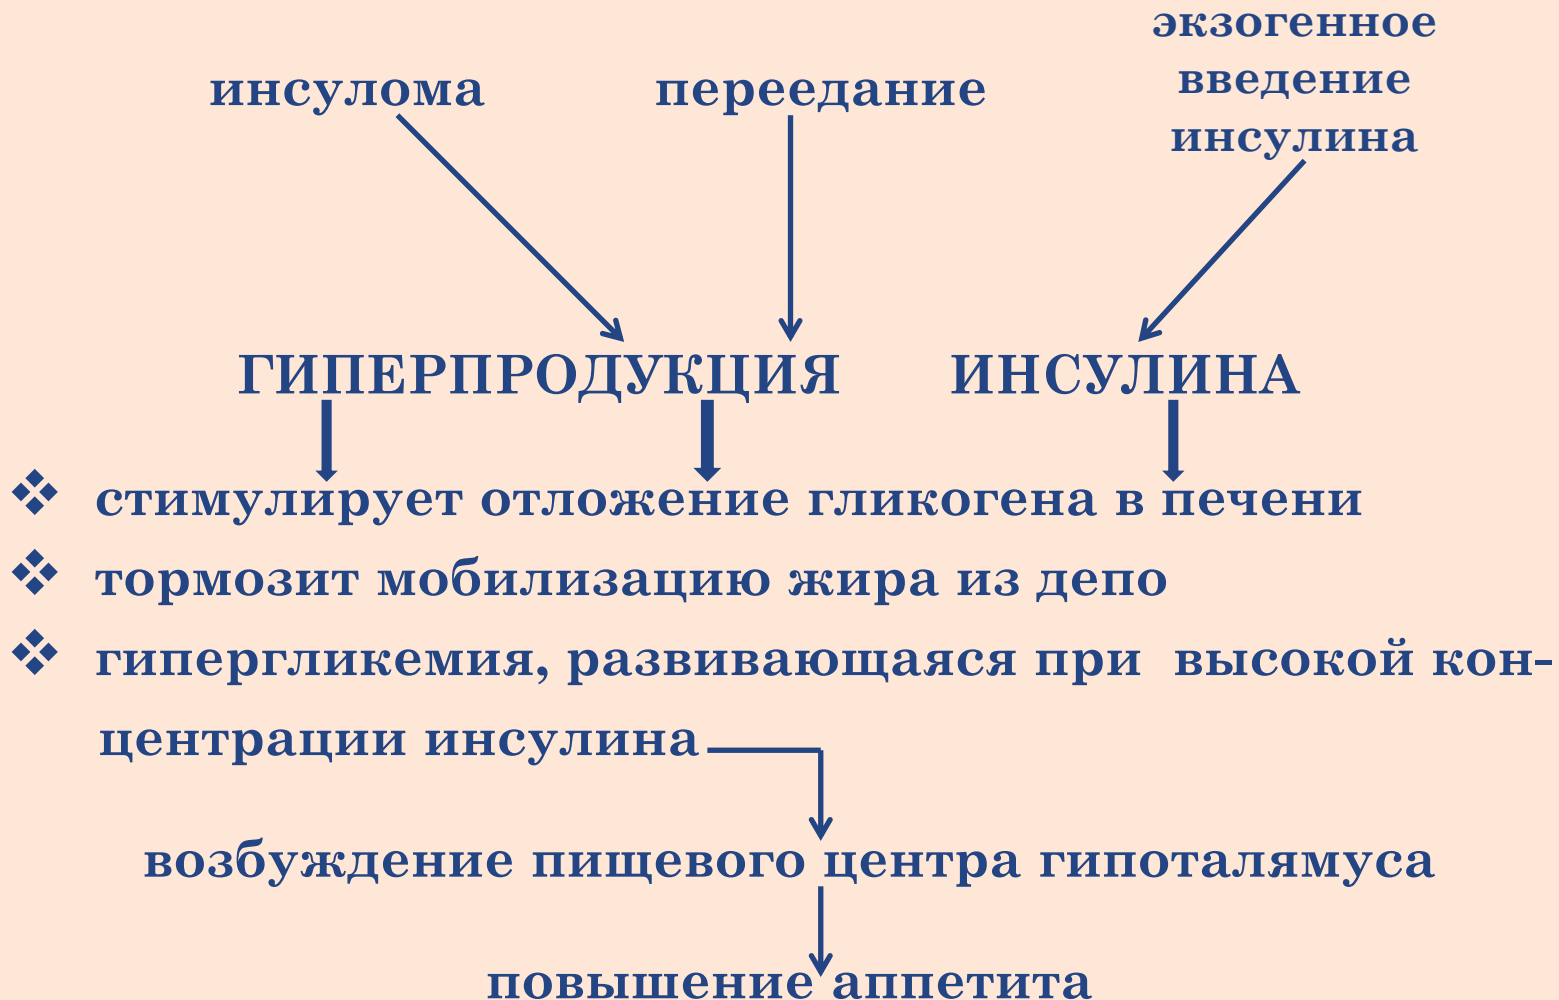 инсулома переедание экзогенное
введение
инсулина
ГИПЕРПРОДУКЦИЯ ИНСУЛИНА
❖ стимулирует отложение гликогена в печени
❖ тормозит мобилизацию жира из депо
❖ гипергликемия, развивающаяся при высокой кон-
центрации инсулина
возбуждение пищевого центра гипоталямуса
повышение аппетита